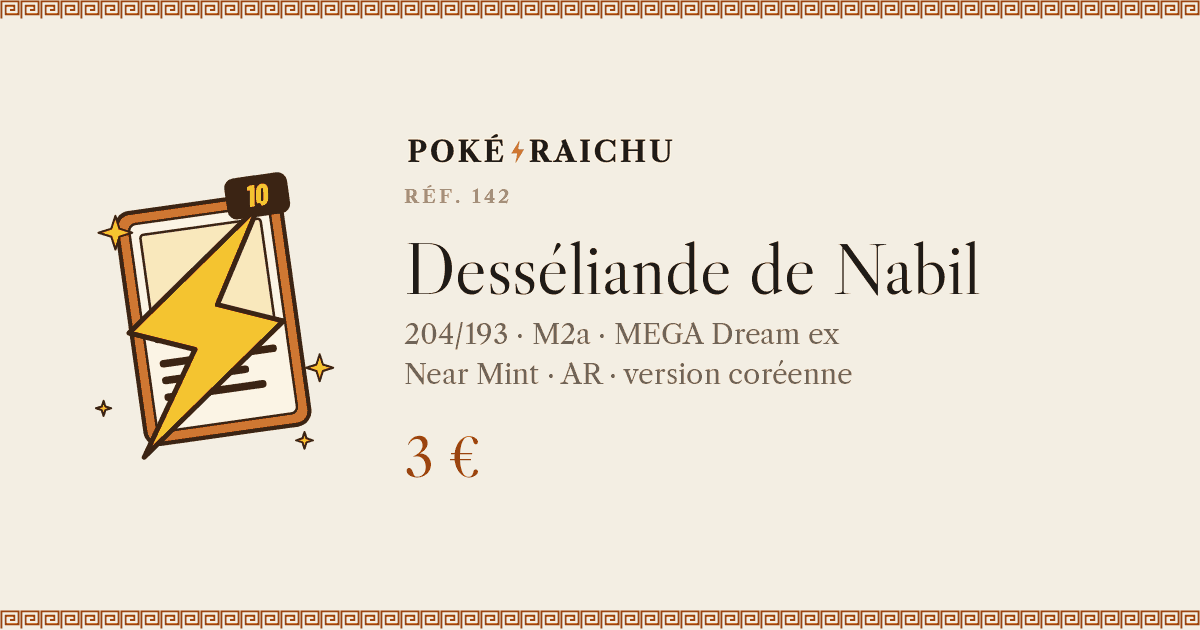 POKÉ RAICHU
RÉF. 142
10
Desséliande de Nabil
204/193 · M2a · MEGA Dream ex
Near Mint · AR · version coréenne
3 €